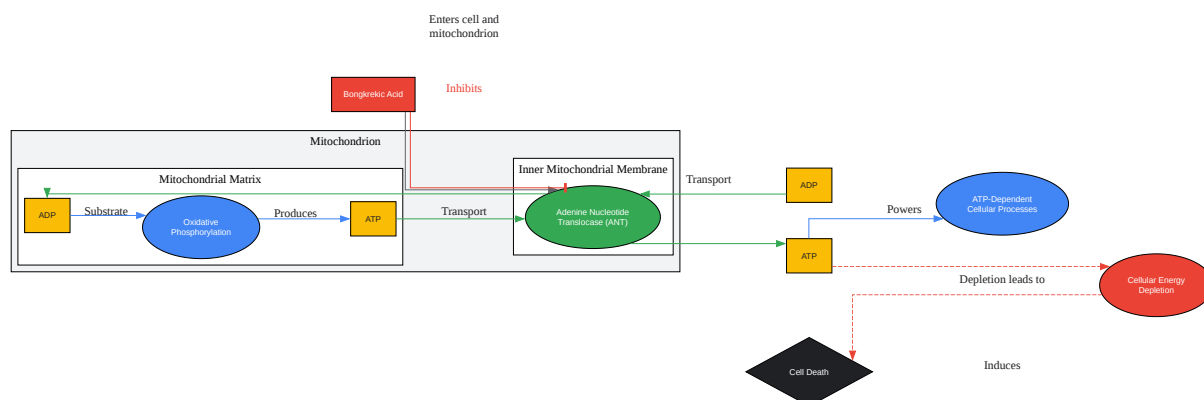 Enters cell and
mitochondrion
Bongkrekic Acid
Inhibits
Mitochondrion
Mitochondrial Matrix
Inner Mitochondrial Membrane
ADP
Substrate
Oxidative
Phosphorylation
Produces
ATP
Transport
Adenine Nucleotide
Translocase (ANT)
Transport
ADP
ATP
Powers
ATP-Dependent
Cellular Processes
Depletion leads to
Cellular Energy
Depletion
Cell Death
Induces